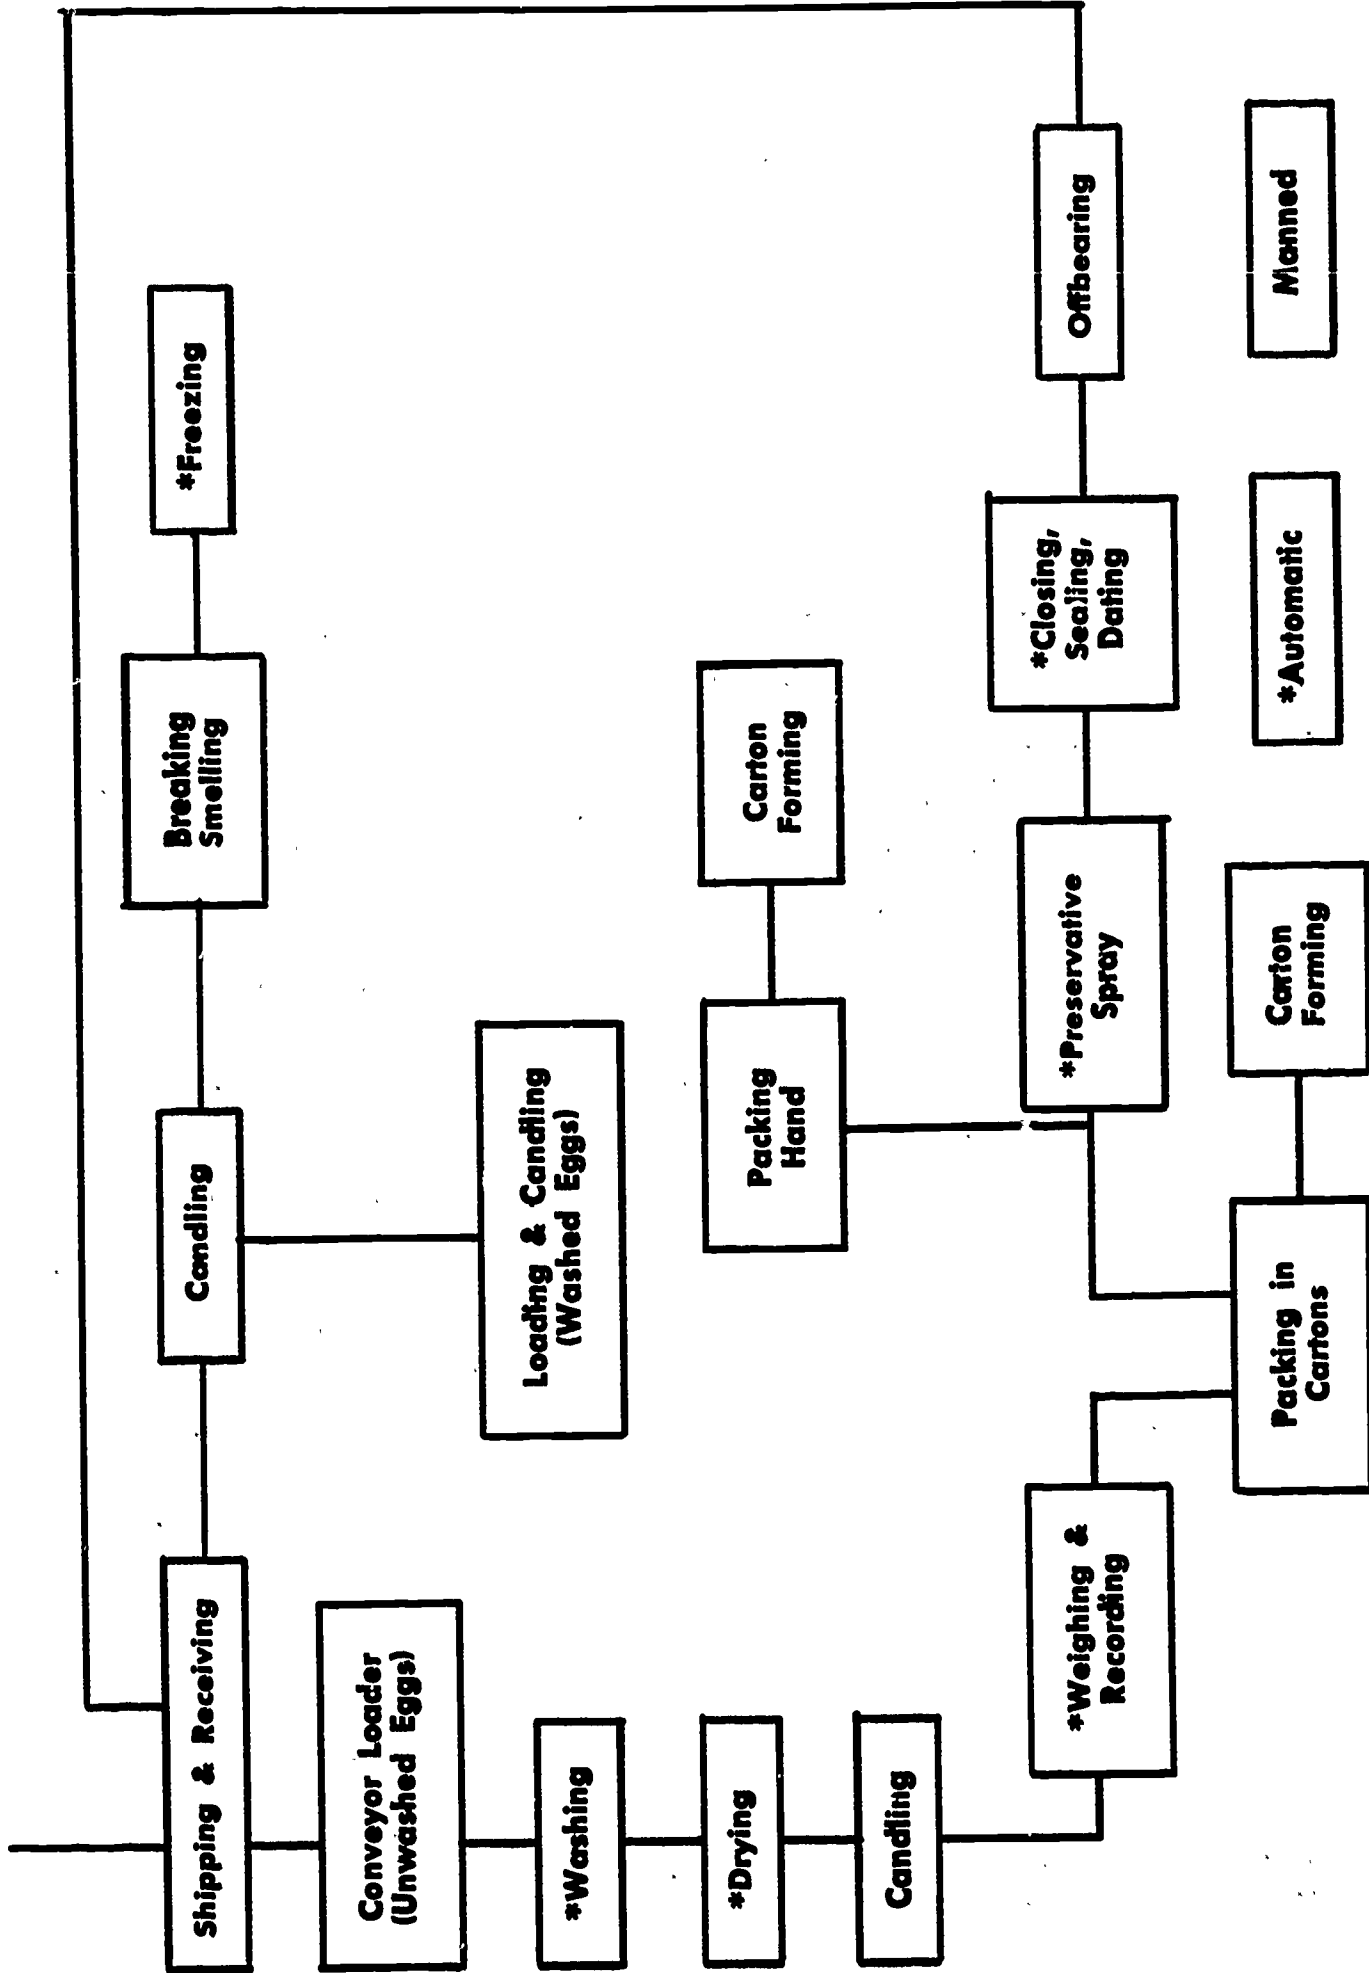 Shipping & Receiving
Candling
Breaking
Smelling
*Freezing
Conveyor Loader
(Unwashed Eggs)
Loading & Candling
(Washed Eggs)
*Washing
*Drying
Packing
Hand
Carton
Forming
Candling
*Weighing &
Recording
*Preservative
Spray
*Closing,
Sealing,
Dating
Offbearing
Packing in
Cartons
Carton
Forming
*Automatic
Manned